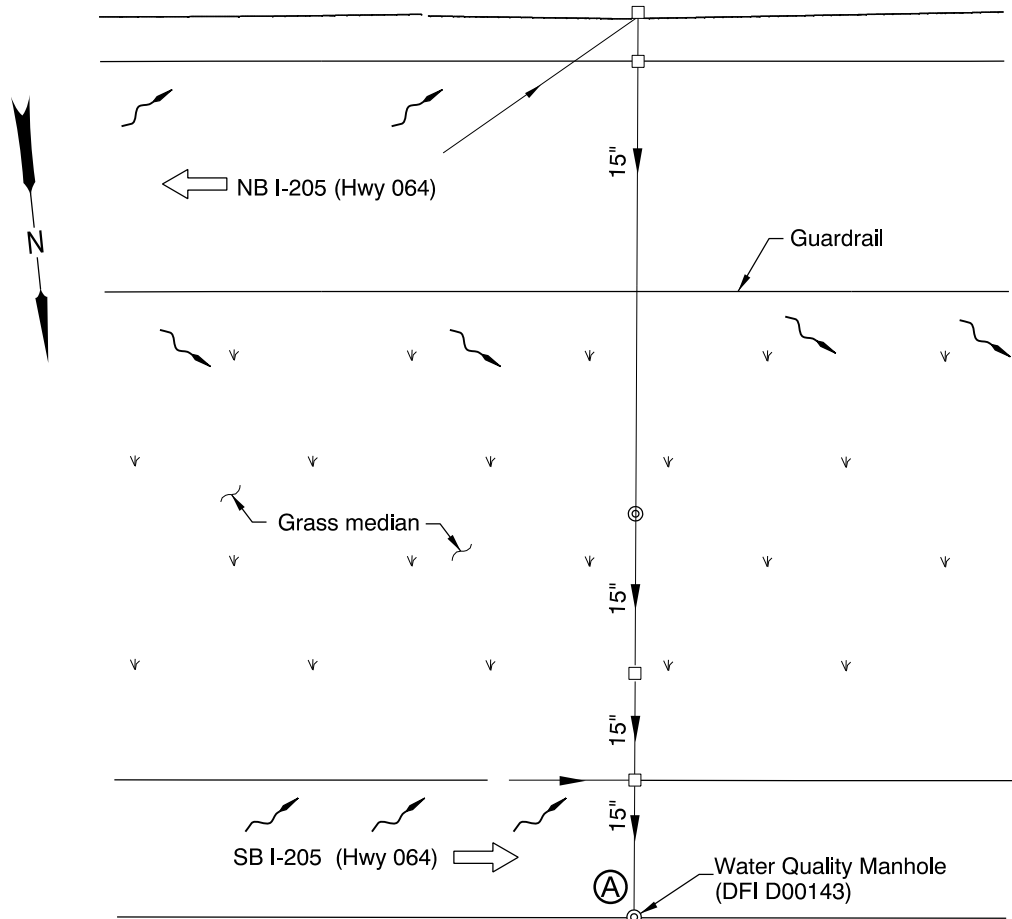 15"
NB I-205 (Hwy 064)
N
Guardrail
Grass median
15"
15"
15"
SB I-205 (Hwy 064)
A
Water Quality Manhole
(DFI D00143)